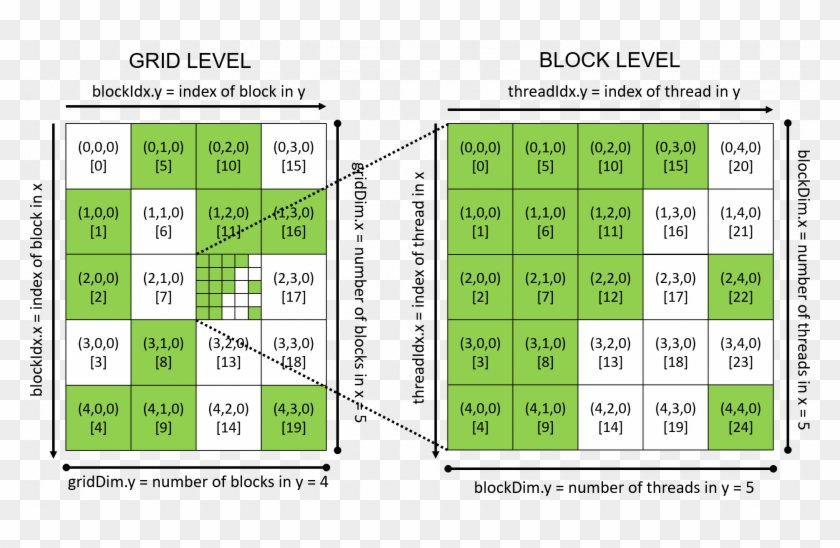 GRID LEVEL
blockIdx.y = index of block in y
blockIdx.x = index of block in x
(0,0,0) (0,1,0) (0,2,0) (0,3,0)
[0] [5] [10] [15]
(1,0,0) (1,1,0) (1,2,0) (1,3,0)
[1] [6] [11] [16]
(2,0,0) (2,1,0) (2,3,0)
[2] [7] [17]
(3,0,0) (3,1,0) (3,2,0) (3,3,0)
[3] [8] [13] [18]
(4,0,0) (4,1,0) (4,2,0) (4,3,0)
[4] [9] [14] [19]
gridDim.x = number of blocks in x = 5
gridDim.y = number of blocks in y = 4
BLOCK LEVEL
threadIdx.y = index of thread in y
threadIdx.x = index of thread in x
(0,0,0) (0,1,0) (0,2,0) (0,3,0) (0,4,0)
[0] [5] [10] [15] [20]
(1,0,0) (1,1,0) (1,2,0) (1,3,0) (1,4,0)
[1] [6] [11] [16] [21]
(2,0,0) (2,1,0) (2,2,0) (2,3,0) (2,4,0)
[2] [7] [12] [17] [22]
(3,0,0) (3,1,0) (3,2,0) (3,3,0) (3,4,0)
[3] [8] [13] [18] [23]
(4,0,0) (4,1,0) (4,2,0) (4,3,0) (4,4,0)
[4] [9] [14] [19] [24]
blockDim.x = number of threads in x = 5
blockDim.y = number of threads in y = 5